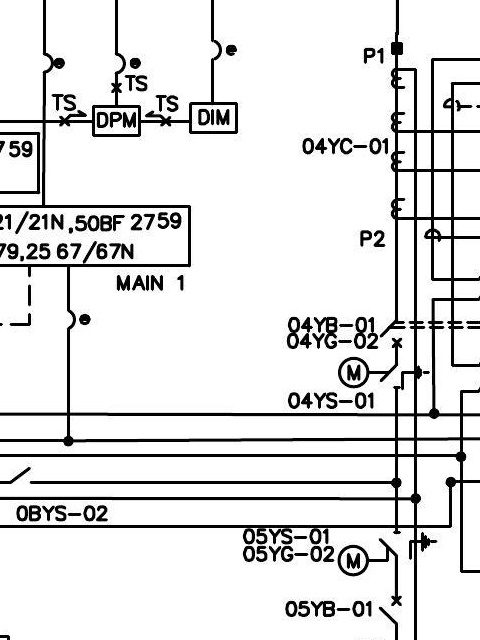 P1
e
e
TS
TS
TS
DPM
DIM
759
04YC-01
21/21N,50BF 2759
79,25 67/67N
P2
MAIN 1
e
04YB-01
04YG-02
M
04YS-01
0BYS-02
05YS-01
05YG-02
M
05YB-01